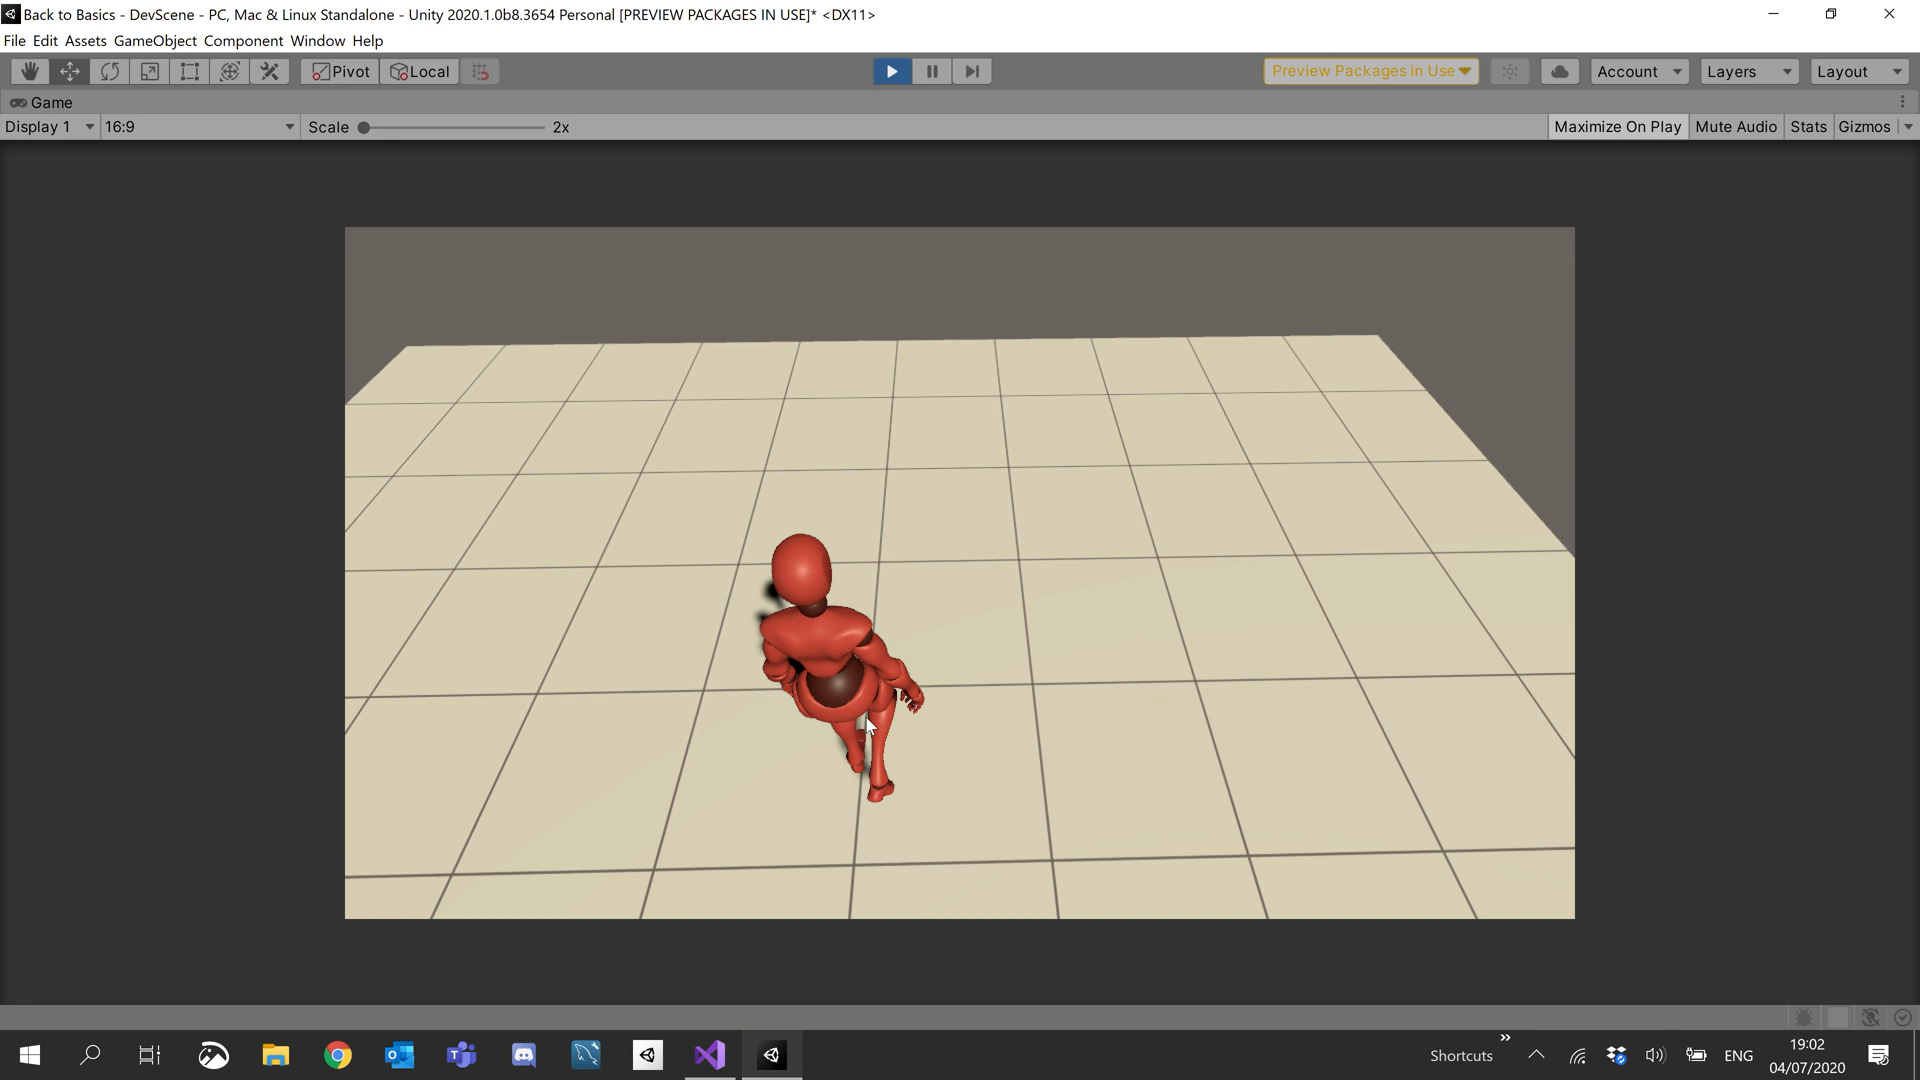 Back to Basics - DevScene - PC, Mac & Linux Standalone - Unity 2020.1.0b8.3654 Personal [PREVIEW PACKAGES IN USE]* <DX11>
File Edit Assets GameObject Component Window Help
Pivot Local Preview Packages in Use Account Layers Layout
Game
Display 1 16:9 Scale 2x Maximize On Play Mute Audio Stats Gizmos
Shortcuts ENG 19:02
04/07/2020